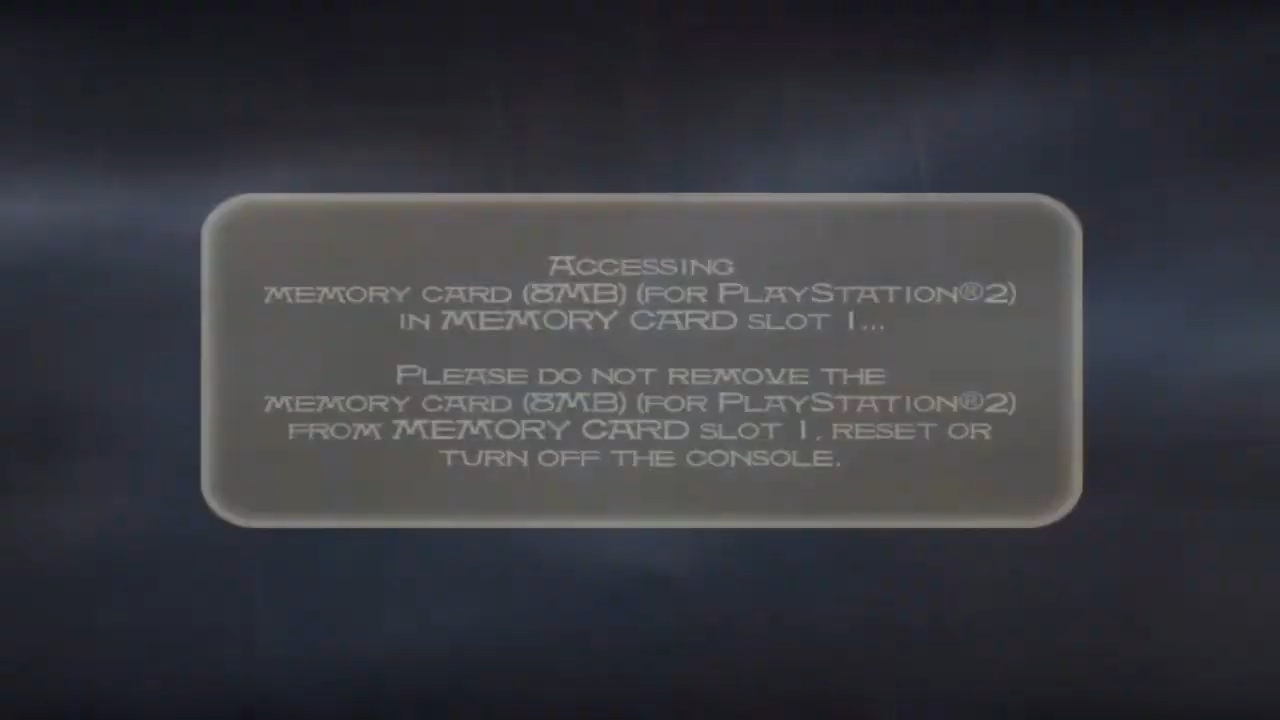 Accessing
memory card (8MB) (for PlayStation®2)
in MEMORY CARD slot 1...
Please do not remove the
memory card (8MB) (for PlayStation®2)
from MEMORY CARD slot 1, reset or
turn off the console.